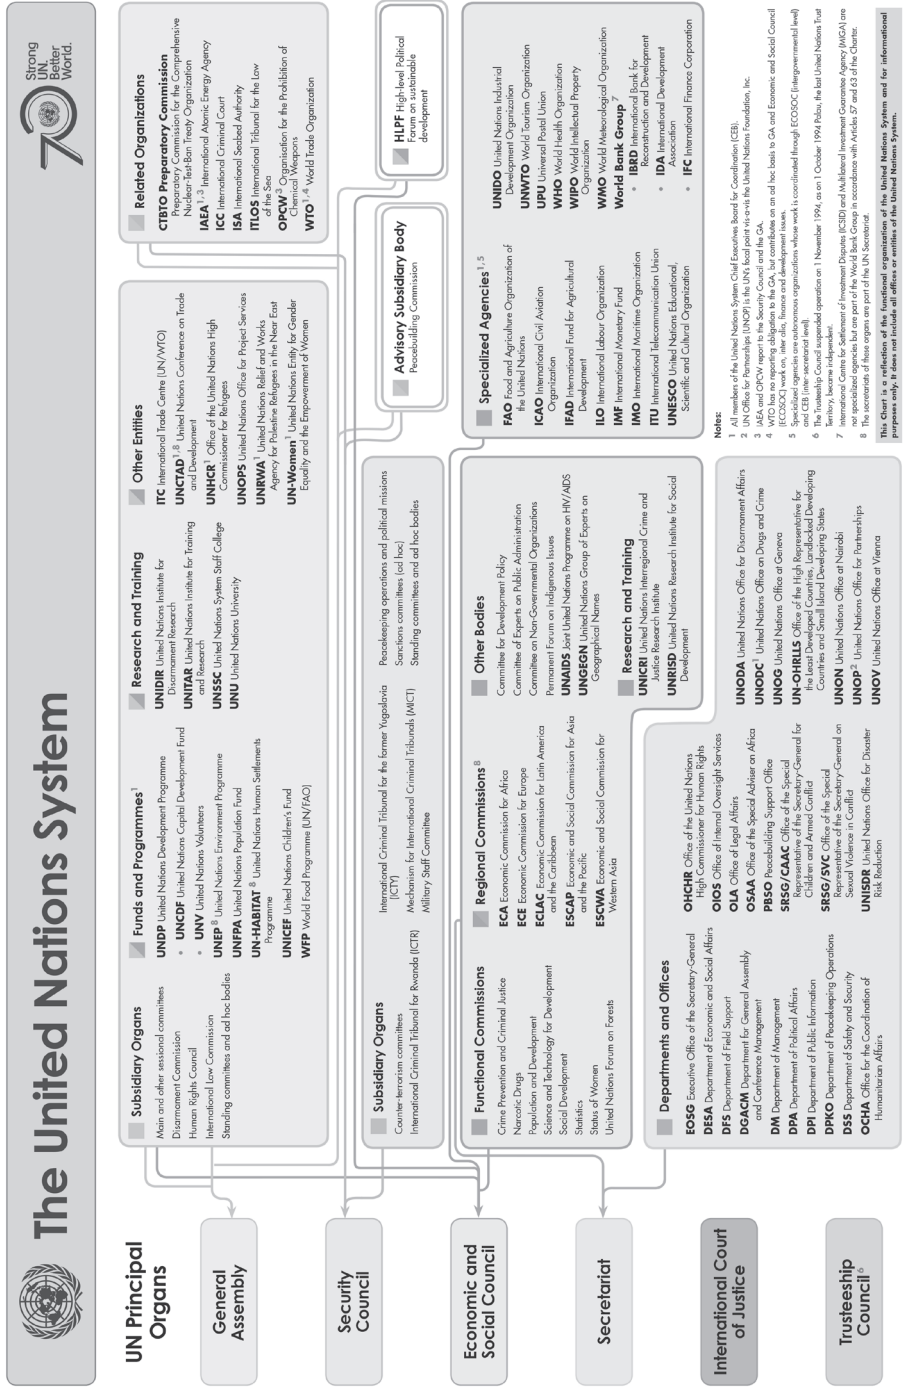 The United Nations System
70
Strong
UN.
Better
World.
UN Principal
Organs
General
Assembly
Security
Council
Economic and
Social Council
Secretariat
International Court
of Justice
Trusteeship
Council6
Subsidiary Organs
Main and other sessional committees
Disarmament Commission
Human Rights Council
International Law Commission
Standing committees and ad hoc bodies
Funds and Programmes1
UNDP United Nations Development Programme
• UNCDF United Nations Capital Development Fund
• UNV United Nations Volunteers
UNEP8 United Nations Environment Programme
UNFPA United Nations Population Fund
UN-HABITAT8 United Nations Human Settlements
Programme
UNICEF United Nations Children's Fund
WFP World Food Programme (UN/FAO)
Research and Training
UNIDIR United Nations Institute for
Disarmament Research
UNITAR United Nations Institute for Training
and Research
UNSSC United Nations System Staff College
UNU United Nations University
Other Entities
ITC International Trade Centre (UN/WTO)
UNCTAD1,8 United Nations Conference on Trade
and Development
UNHCR1 Office of the United Nations High
Commissioner for Refugees
UNOPS United Nations Office for Project Services
UNRWA1 United Nations Relief and Works
Agency for Palestine Refugees in the Near East
UN-Women1 United Nations Entity for Gender
Equality and the Empowerment of Women
Related Organizations
CTBTO Preparatory Commission
Preparatory Commission for the Comprehensive
Nuclear-Test-Ban Treaty Organization
IAEA1,3 International Atomic Energy Agency
ICC International Criminal Court
ISA International Seabed Authority
ITLOS International Tribunal for the Law
of the Sea
OPCW3 Organisation for the Prohibition of
Chemical Weapons
WTO1,4 World Trade Organization
Subsidiary Organs
Counter-terrorism committees
International Criminal Tribunal for Rwanda (ICTR)
International Criminal Tribunal for the former Yugoslavia
(ICTY)
Mechanism for International Criminal Tribunals (MICT)
Military Staff Committee
Peacekeeping operations and political missions
Sanctions committees (ad hoc)
Standing committees and ad hoc bodies
Advisory Subsidiary Body
Peacebuilding Commission
HLPF High-level Political
Forum on sustainable
development
Functional Commissions
Crime Prevention and Criminal Justice
Narcotic Drugs
Population and Development
Science and Technology for Development
Social Development
Statistics
Status of Women
United Nations Forum on Forests
Regional Commissions8
ECA Economic Commission for Africa
ECE Economic Commission for Europe
ECLAC Economic Commission for Latin America
and the Caribbean
ESCAP Economic and Social Commission for Asia
and the Pacific
ESCWA Economic and Social Commission for
Western Asia
Other Bodies
Committee for Development Policy
Committee of Experts on Public Administration
Committee on Non-Governmental Organizations
Permanent Forum on Indigenous Issues
UNAIDS Joint United Nations Programme on HIV/AIDS
UNGEGN United Nations Group of Experts on
Geographical Names
Research and Training
UNICRI United Nations Interregional Crime and
Justice Research Institute
UNRISD United Nations Research Institute for Social
Development
Specialized Agencies1,5
FAO Food and Agriculture Organization of
the United Nations
ICAO International Civil Aviation
Organization
IFAD International Fund for Agricultural
Development
ILO International Labour Organization
IMF International Monetary Fund
IMO International Maritime Organization
ITU International Telecommunication Union
UNESCO United Nations Educational,
Scientific and Cultural Organization
UNIDO United Nations Industrial
Development Organization
UNWTO World Tourism Organization
UPU Universal Postal Union
WHO World Health Organization
WIPO World Intellectual Property
Organization
WMO World Meteorological Organization
World Bank Group7
• IBRD International Bank for
Reconstruction and Development
• IDA International Development
Association
• IFC International Finance Corporation
Departments and Offices
EOSG Executive Office of the Secretary-General
DESA Department of Economic and Social Affairs
DFS Department of Field Support
DGACM Department for General Assembly
and Conference Management
DM Department of Management
DPA Department of Political Affairs
DPI Department of Public Information
DPKO Department of Peacekeeping Operations
DSS Department of Safety and Security
OCHA Office for the Coordination of
Humanitarian Affairs
OHCHR Office of the United Nations
High Commissioner for Human Rights
OIOS Office of Internal Oversight Services
OLA Office of Legal Affairs
OSAA Office of the Special Adviser on Africa
PBSO Peacebuilding Support Office
SRSG/CAAC Office of the Special
Representative of the Secretary-General for
Children and Armed Conflict
SRSG/SVC Office of the Special
Representative of the Secretary-General on
Sexual Violence in Conflict
UNISDR United Nations Office for Disaster
Risk Reduction
UNODA United Nations Office for Disarmament Affairs
UNODC1 United Nations Office on Drugs and Crime
UNOG United Nations Office at Geneva
UN-OHRLLS Office of the High Representative for
the Least Developed Countries, Landlocked Developing
Countries and Small Island Developing States
UNON United Nations Office at Nairobi
UNOP2 United Nations Office for Partnerships
UNOV United Nations Office at Vienna
Notes:
1 All members of the United Nations System Chief Executives Board for Coordination (CEB).
2 UN Office for Partnerships (UNOP) is the UN's focal point vis-a-vis the United Nations Foundation, Inc.
3 IAEA and OPCW report to the Security Council and the GA.
4 WTO has no reporting obligation to the GA, but contributes on an ad hoc basis to GA and Economic and Social Council
(ECOSOC) work on, inter alia, finance and development issues.
5 Specialized agencies are autonomous organizations whose work is coordinated through ECOSOC (intergovernmental level)
and CEB (inter-secretariat level).
6 The Trusteeship Council suspended operation on 1 November 1994, as on 1 October 1994 Palau, the last United Nations Trust
Territory, became independent.
7 International Centre for Settlement of Investment Disputes (ICSID) and Multilateral Investment Guarantee Agency (MIGA) are
not specialized agencies but are part of the World Bank Group in accordance with Articles 57 and 63 of the Charter.
8 The secretariats of these organs are part of the UN Secretariat.
This Chart is a reflection of the functional organization of the United Nations System and for informational
purposes only. It does not include all offices or entities of the United Nations System.